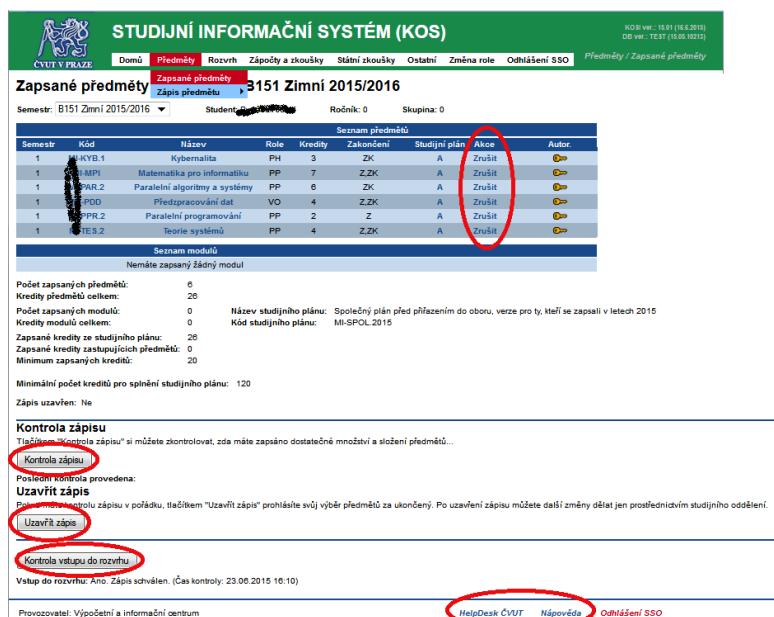 STUDIJNÍ INFORMAČNÍ SYSTÉM (KOS)
KOSI ver.: 15.01 (16.6.2013)
DB ver.: TEST (15.05.10213)
ČVUT V PRAZE
Domů Předměty Rozvrh Zápočty a zkoušky Státní zkoušky Ostatní Změna role Odhlášení SSO
Předměty / Zapsané předměty
Zapsané předměty
Zápis předmětu
Zapsané předměty B151 Zimní 2015/2016
Semestr: B151 Zimní 2015/2016 Student: Ročník: 0 Skupina: 0
Seznam předmětů
Semestr Kód Název Role Kredity Zakončení Studijní plán Akce Autor.
1 -KYB.1 Kybernalita PH 3 ZK A Zrušit
1 -MPI Matematika pro informatiku PP 7 Z,ZK A Zrušit
1 PAR.2 Paralelní algoritmy a systémy PP 6 ZK A Zrušit
1 -PDD Předzpracování dat VO 4 Z,ZK A Zrušit
1 PPR.2 Paralelní programování PP 2 Z A Zrušit
1 TES.2 Teorie systémů PP 4 Z,ZK A Zrušit
Seznam modulů
Nemáte zapsaný žádný modul
Počet zapsaných předmětů: 6
Kredity předmětů celkem: 26
Počet zapsaných modulů: 0 Název studijního plánu: Společný plán před přiřazením do oboru, verze pro ty, kteří se zapsali v letech 2015
Kredity modulů celkem: 0 Kód studijního plánu: MI-SPOL.2015
Zapsané kredity ze studijního plánu: 26
Zapsané kredity zastupujících předmětů: 0
Minimum zapsaných kreditů: 20
Minimální počet kreditů pro splnění studijního plánu: 120
Zápis uzavřen: Ne
Kontrola zápisu
Tlačítkem "Kontrola zápisu" si můžete zkontrolovat, zda máte zapsáno dostatečné množství a složení předmětů...
Kontrola zápisu
Poslední kontrola provedena:
Uzavřít zápis
kontrolu zápisu v pořádku, tlačítkem "Uzavřít zápis" prohlásíte svůj výběr předmětů za ukončený. Po uzavření zápisu můžete další změny dělat jen prostřednictvím studijního oddělení.
Uzavřít zápis
Kontrola vstupu do rozvrhu
Vstup do rozvrhu: Ano. Zápis schválen. (Čas kontroly: 23.06.2015 16:10)
Provozovatel: Výpočetní a informační centrum HelpDesk ČVUT Nápověda Odhlášení SSO